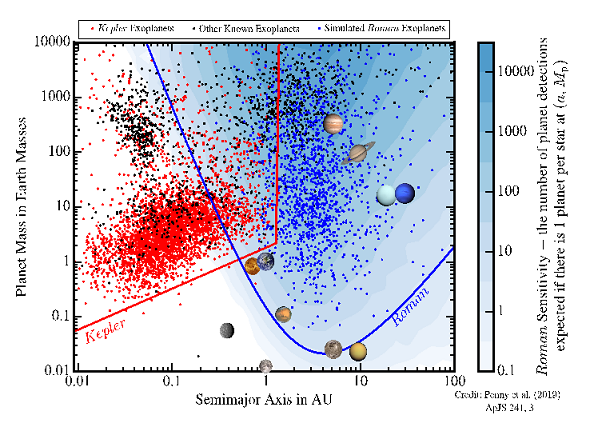 Kepler Exoplanets
Other Known Exoplanets
Simulated Roman Exoplanets
10000
1000
100
10
1
0.1
0.01
Planet Mass in Earth Masses
Kepler
Roman
0.01
0.1
1
10
100
Semimajor Axis in AU
10000
1000
100
10
1
0.1
Roman Sensitivity — the number of planet detections
expected if there is 1 planet per star at (a, Mp)
Credit: Penny et al. (2019)
ApJS 241, 3